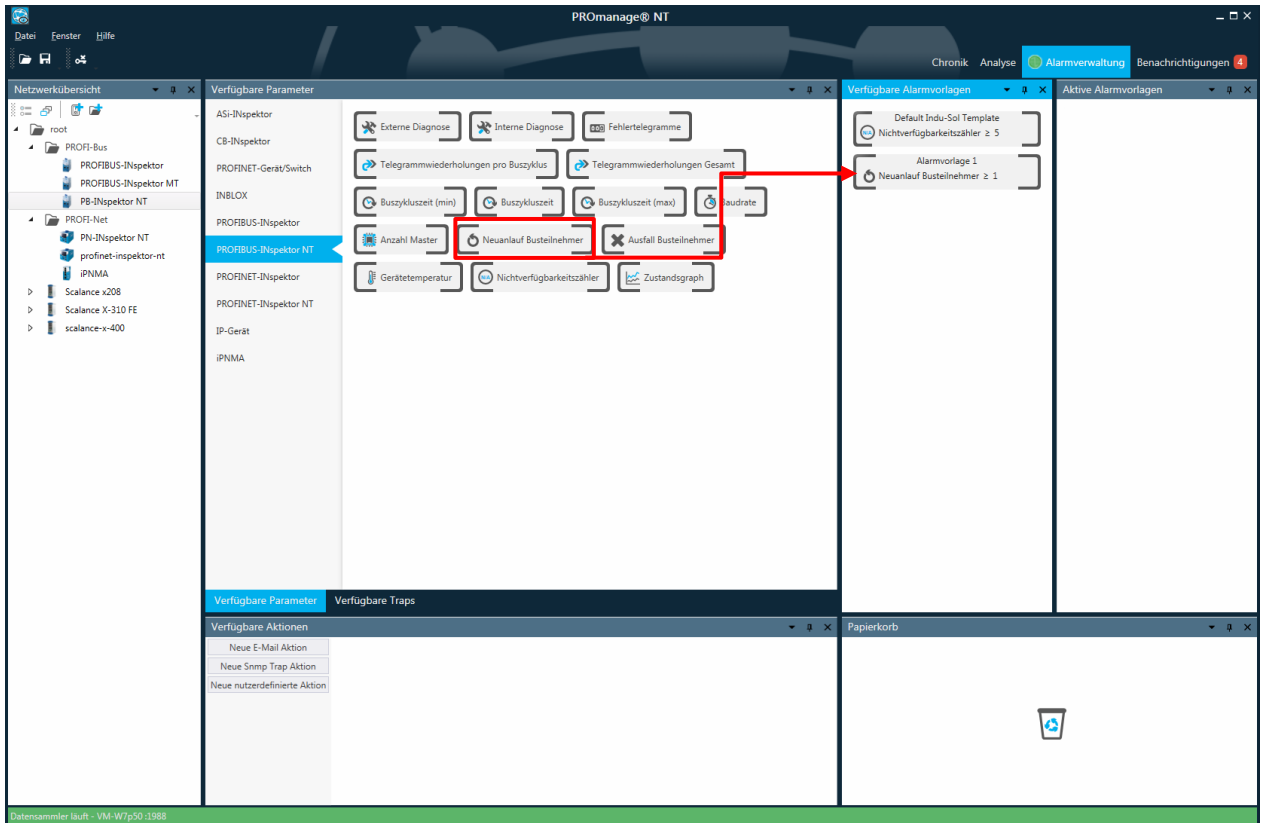 PROmanage® NT
Datei Fenster Hilfe
Chronik Analyse Alarmverwaltung Benachrichtigungen 4
Netzwerkübersicht
root
PROFI-Bus
PROFIBUS-INspektor
PROFIBUS-INspektor MT
PB-INspektor NT
PROFI-Net
PN-INspektor NT
profinet-inspektor-nt
iPNMA
Scalance x208
Scalance X-310 FE
scalance-x-400
Verfügbare Parameter
ASi-INspektor
CB-INspektor
PROFINET-Gerät/Switch
INBLOX
PROFIBUS-INspektor
PROFIBUS-INspektor NT
PROFINET-INspektor
PROFINET-INspektor NT
IP-Gerät
iPNMA
Externe Diagnose Interne Diagnose Fehlertelegramme
Telegrammwiederholungen pro Buszyklus Telegrammwiederholungen Gesamt
Buszykluszeit (min) Buszykluszeit Buszykluszeit (max) Baudrate
Anzahl Master Neuanlauf Busteilnehmer Ausfall Busteilnehmer
Gerätetemperatur N/A Nichtverfügbarkeitszähler Zustandsgraph
Verfügbare Parameter Verfügbare Traps
Verfügbare Alarmvorlagen
Default Indu-Sol Template
N/A Nichtverfügbarkeitszähler ≥ 5
Alarmvorlage 1
Neuanlauf Busteilnehmer ≥ 1
Aktive Alarmvorlagen
Verfügbare Aktionen
Neue E-Mail Aktion
Neue Snmp Trap Aktion
Neue nutzerdefinierte Aktion
Papierkorb
Datensammler läuft - VM-W7p50 :1988